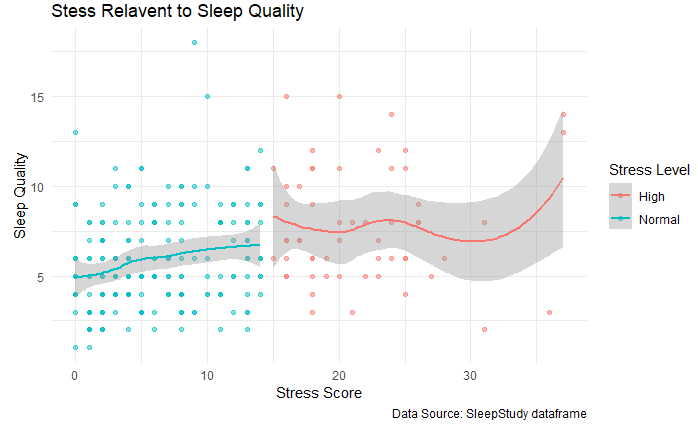 Stess Relavent to Sleep Quality
Sleep Quality
15
10
5
0
10
20
30
Stress Score
Stress Level
High
Normal
Data Source: SleepStudy dataframe